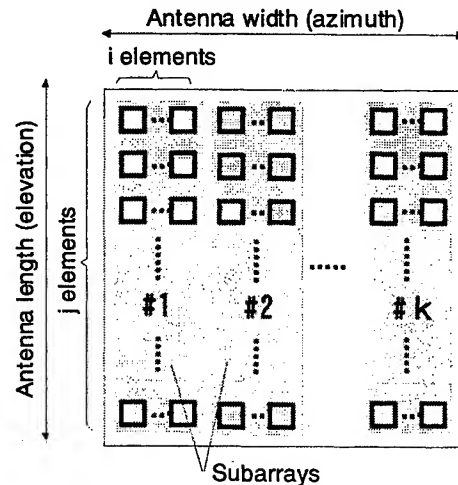 Antenna width (azimuth)
i elements
Antenna length (elevation)
j elements
#1
#2
#k
Subarrays